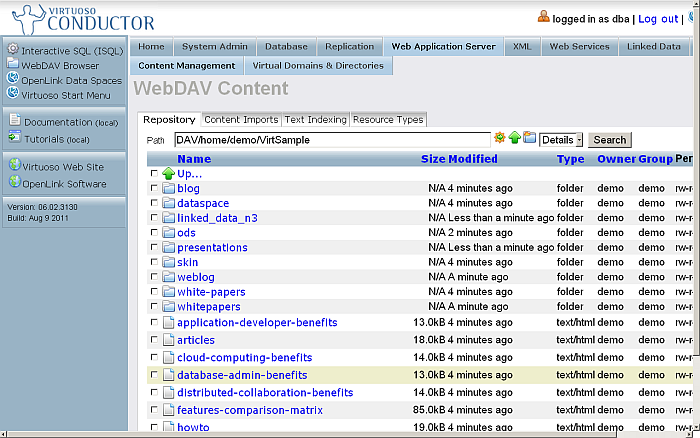 VIRTUOSO
CONDUCTOR
logged in as dba | Log out |
Interactive SQL (ISQL)
WebDAV Browser
OpenLink Data Spaces
Virtuoso Start Menu
Documentation (local)
Tutorials (local)
Virtuoso Web Site
OpenLink Software
Version: 06.02.3130
Build: Aug 9 2011
Home System Admin Database Replication Web Application Server XML Web Services Linked Data
Content Management Virtual Domains & Directories
WebDAV Content
Repository Content Imports Text Indexing Resource Types
Path DAV/home/demo/VirtSample Details Search
Name Size Modified Type Owner Group Per
Up...
blog N/A 4 minutes ago folder demo demo rw-r
dataspace N/A 4 minutes ago folder demo demo rw-r
linked_data_n3 N/A Less than a minute ago folder demo demo rw-r
ods N/A 2 minutes ago folder demo demo rw-r
presentations N/A Less than a minute ago folder demo demo rw-r
skin N/A 4 minutes ago folder demo demo rw-r
weblog N/A A minute ago folder demo demo rw-r
white-papers N/A 4 minutes ago folder demo demo rw-r
whitepapers N/A A minute ago folder demo demo rw-r
application-developer-benefits 13.0kB 4 minutes ago text/html demo demo rw-r
articles 18.0kB 4 minutes ago text/html demo demo rw-r
cloud-computing-benefits 14.0kB 4 minutes ago text/html demo demo rw-r
database-admin-benefits 13.0kB 4 minutes ago text/html demo demo rw-r
distributed-collaboration-benefits 14.0kB 4 minutes ago text/html demo demo rw-r
features-comparison-matrix 85.0kB 4 minutes ago text/html demo demo rw-r
howto 19.0kB 4 minutes ago text/html demo demo rw-r